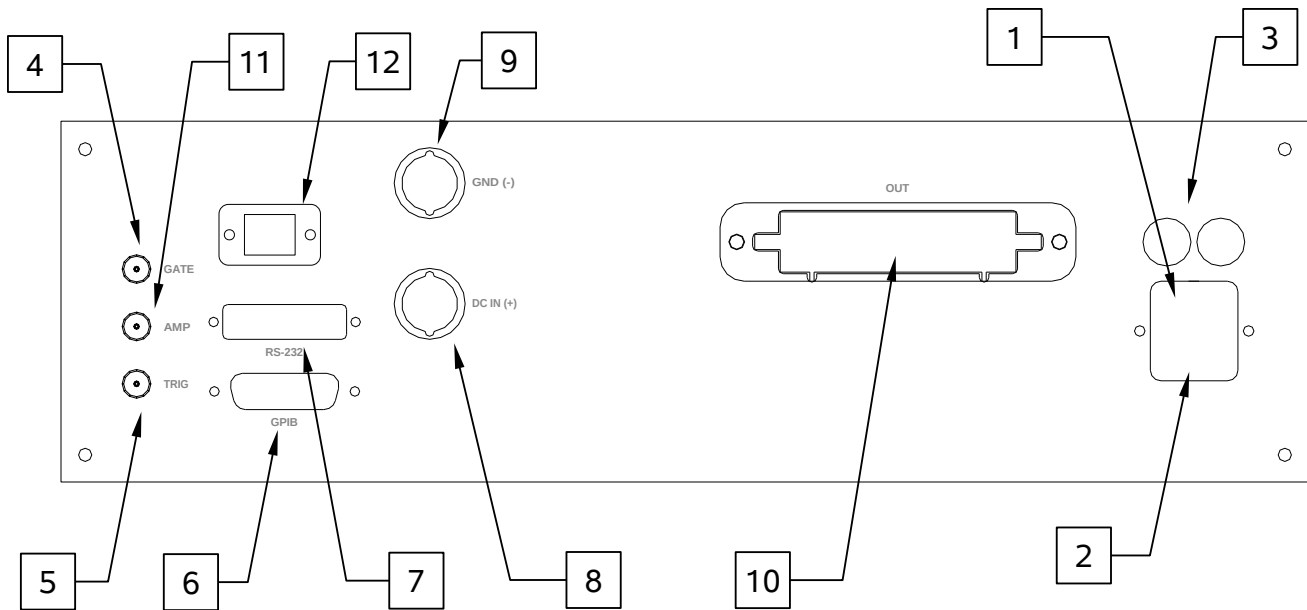 1
3
4
11
12
9
GND (-)
OUT
GATE
DC IN (+)
AMP
RS-232
TRIG
GPIB
5
6
7
8
10
2